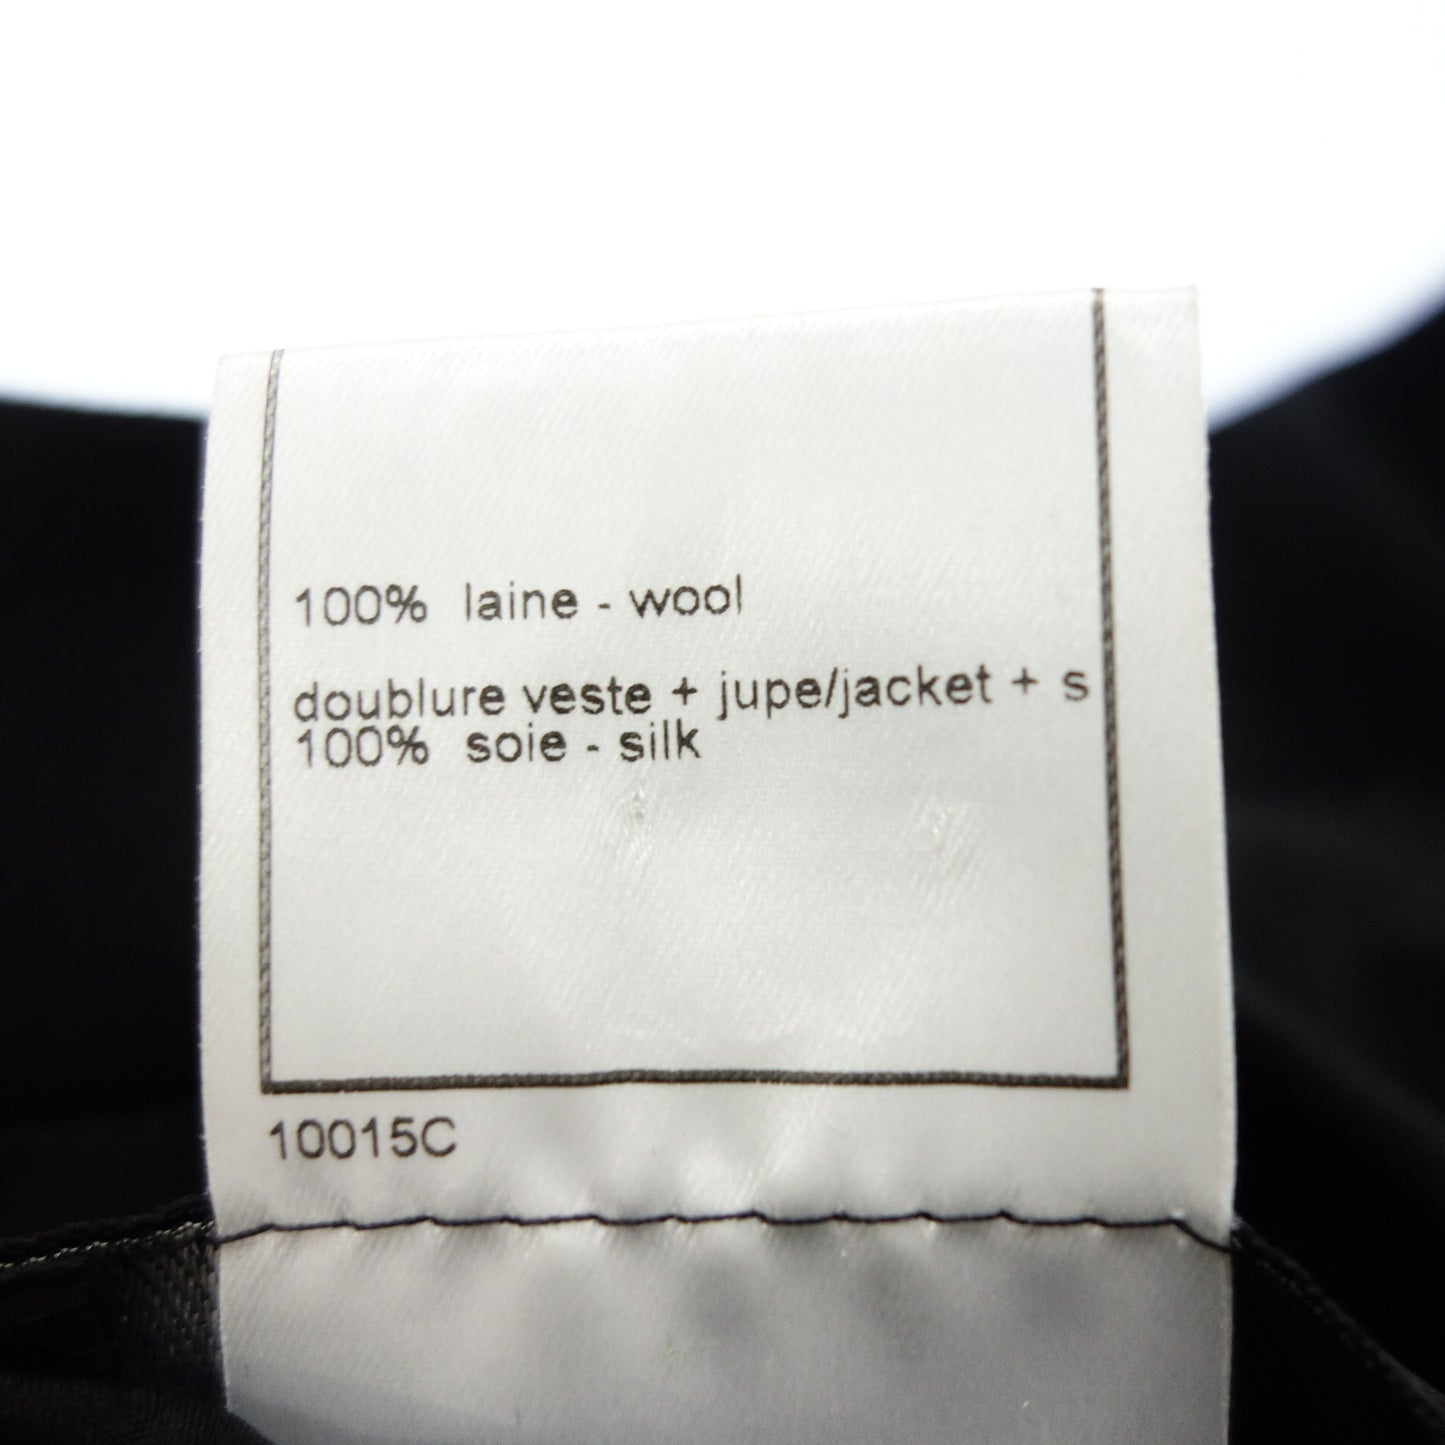 100% laine - wool
doublure veste + jupe/jacket + s
100% soie - silk
10015C